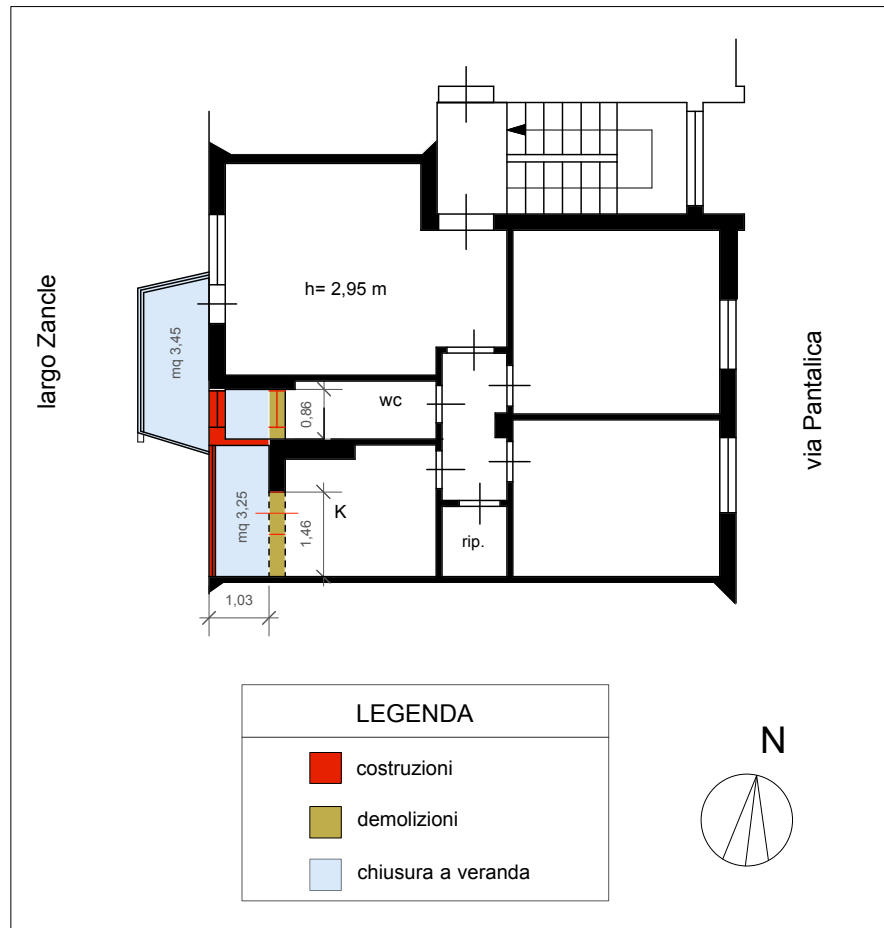 h= 2,95 m
largo Zancle
mq 3,45
via Pantalica
wc
0,86
mq 3,25
K
1,46
rip.
1,03
LEGENDA
costruzioni
demolizioni
chiusura a veranda
N